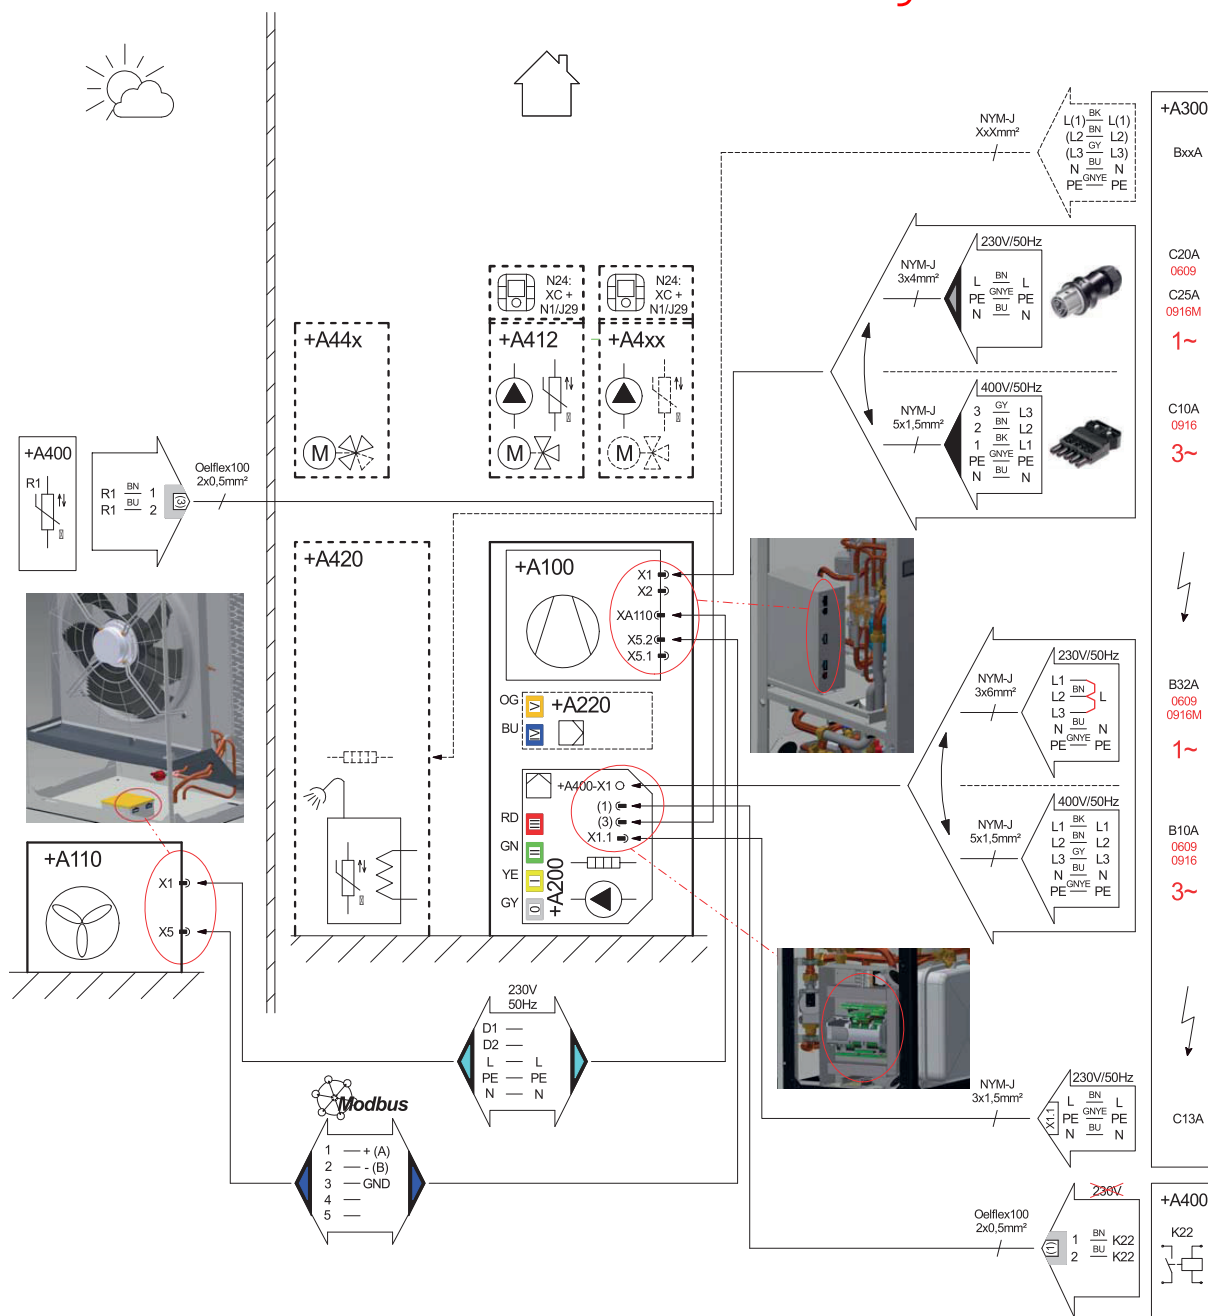 +A300
BK
L(1) L(1)
BN
(L2 L2)
GY
(L3 L3)
BU
N N
GNYE
PE PE
NYM-J
XxXmm²
BxxA
230V/50Hz
NYM-J
3x4mm²
BN
L L
GNYE
PE PE
BU
N N
C20A
0609
C25A
0916M
1~
400V/50Hz
NYM-J
5x1,5mm²
GY
3 L3
BN
2 L2
BK
1 L1
GNYE
PE PE
BU
N N
C10A
0916
3~
N24:
XC +
N1/J29
N24:
XC +
N1/J29
+A44x
M
+A412
M
+A4xx
M
+A400
R1
R1 BN 1
R1 BU 2
(3)
Oelflex100
2x0,5mm²
+A420
+A100
X1
X2
XA110
X5.2
X5.1
OG V
BU IV
+A220
+A400-X1
(1)
(3)
X1.1
RD III
GN II
YE I
GY 0
+A200
230V/50Hz
NYM-J
3x6mm²
L1
L2 BN L
L3
BU
N N
GNYE
PE PE
B32A
0609
0916M
1~
400V/50Hz
NYM-J
5x1,5mm²
BK
L1 L1
BN
L2 L2
GY
L3 L3
BU
N N
GNYE
PE PE
B10A
0609
0916
3~
+A110
X1
X5
230V
50Hz
D1
D2
L L
PE PE
N N
Modbus
1 + (A)
2 - (B)
3 GND
4
5
NYM-J
3x1,5mm²
230V/50Hz
X1.1
BN
L L
GNYE
PE PE
BU
N N
C13A
230V
Oelflex100
2x0,5mm²
(1)
1 BN K22
2 BU K22
+A400
K22